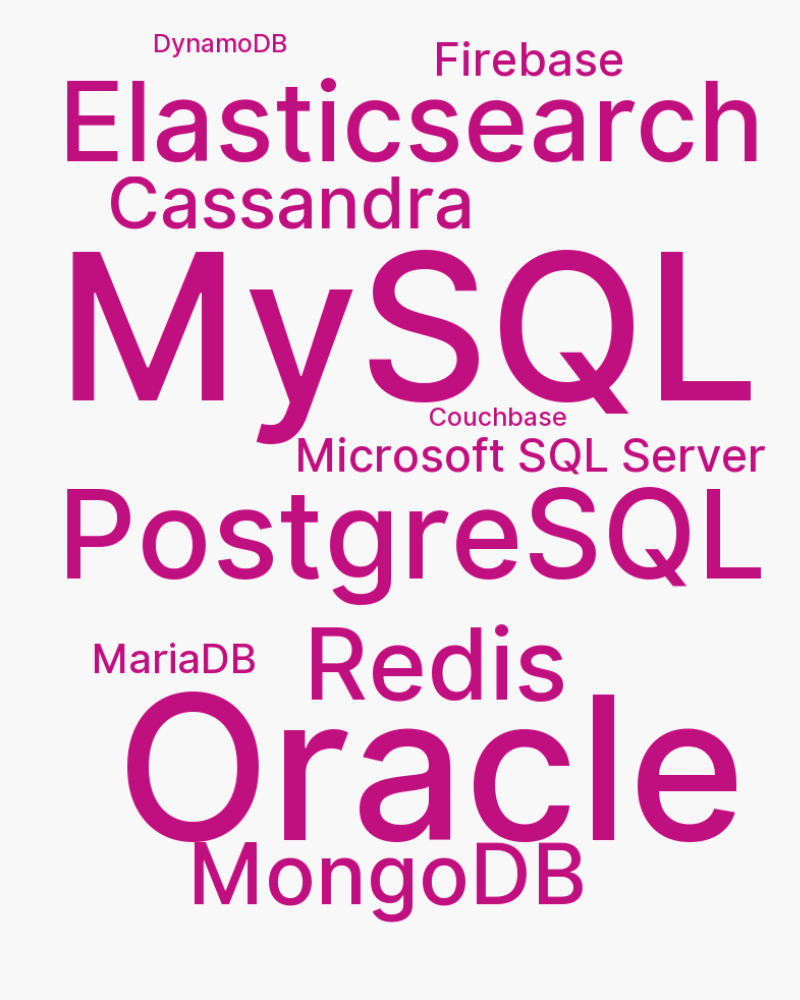 DynamoDB
Firebase
Elasticsearch
Cassandra
MySQL
Couchbase
Microsoft SQL Server
PostgreSQL
MariaDB
Redis
Oracle
MongoDB